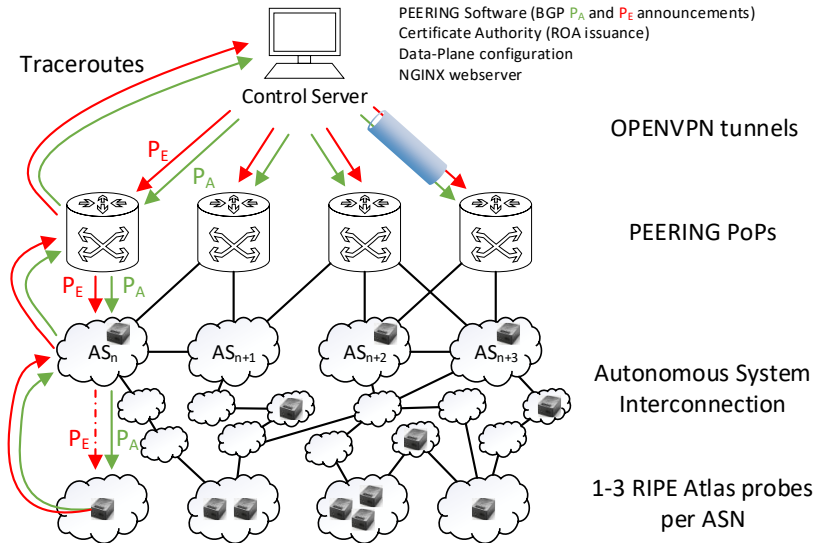 PEERING Software (BGP PA and PE announcements)
Certificate Authority (ROA issuance)
Data-Plane configuration
NGINX webserver
Traceroutes
Control Server
OPENVPN tunnels
PE
PA
PEERING PoPs
PE
PA
ASn
ASn+1
ASn+2
ASn+3
Autonomous System
Interconnection
PE
PA
1-3 RIPE Atlas probes
per ASN